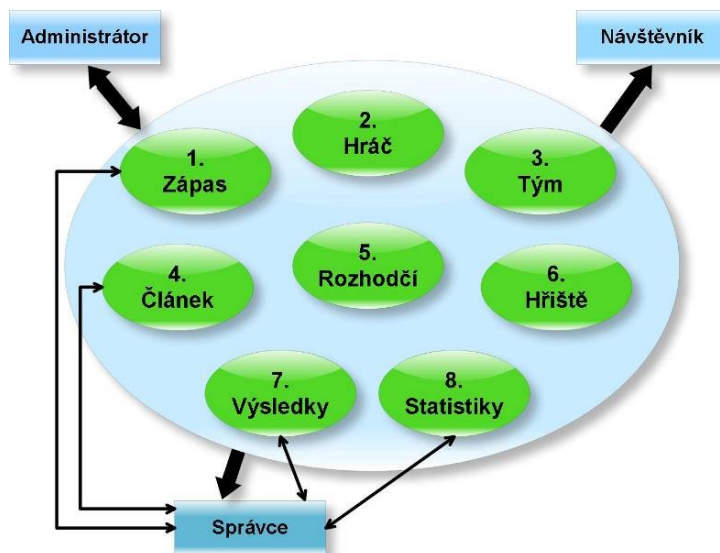 Administrátor
Návštěvník
1.
Zápas
2.
Hráč
3.
Tým
4.
Článek
5.
Rozhodčí
6.
Hřiště
7.
Výsledky
8.
Statistiky
Správce